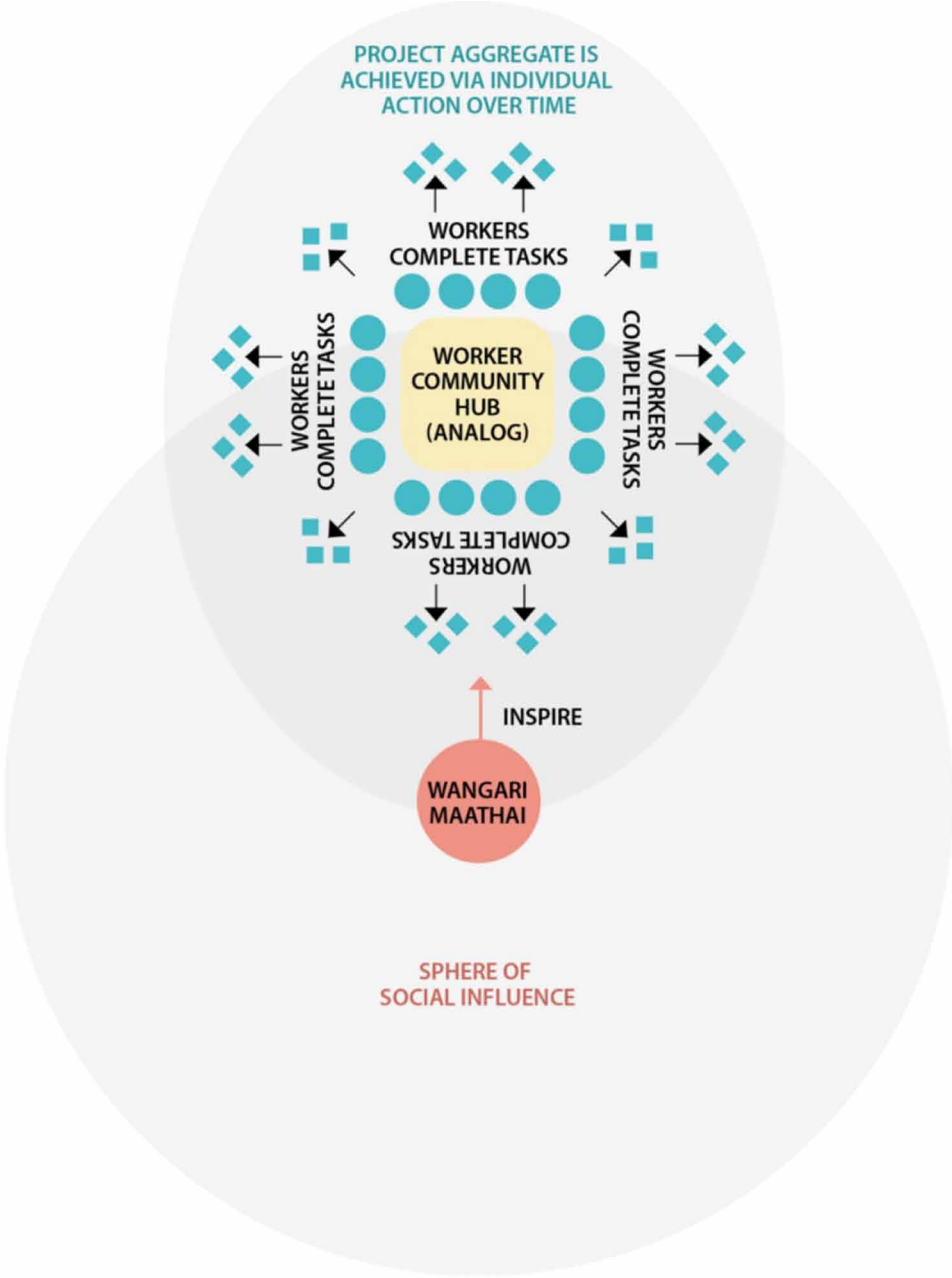 PROJECT AGGREGATE IS
ACHIEVED VIA INDIVIDUAL
ACTION OVER TIME
WORKERS
COMPLETE TASKS
WORKERS
COMPLETE TASKS
WORKER
COMMUNITY
HUB
(ANALOG)
WORKERS
COMPLETE TASKS
WORKERS
COMPLETE TASKS
INSPIRE
WANGARI
MAATHAI
SPHERE OF
SOCIAL INFLUENCE